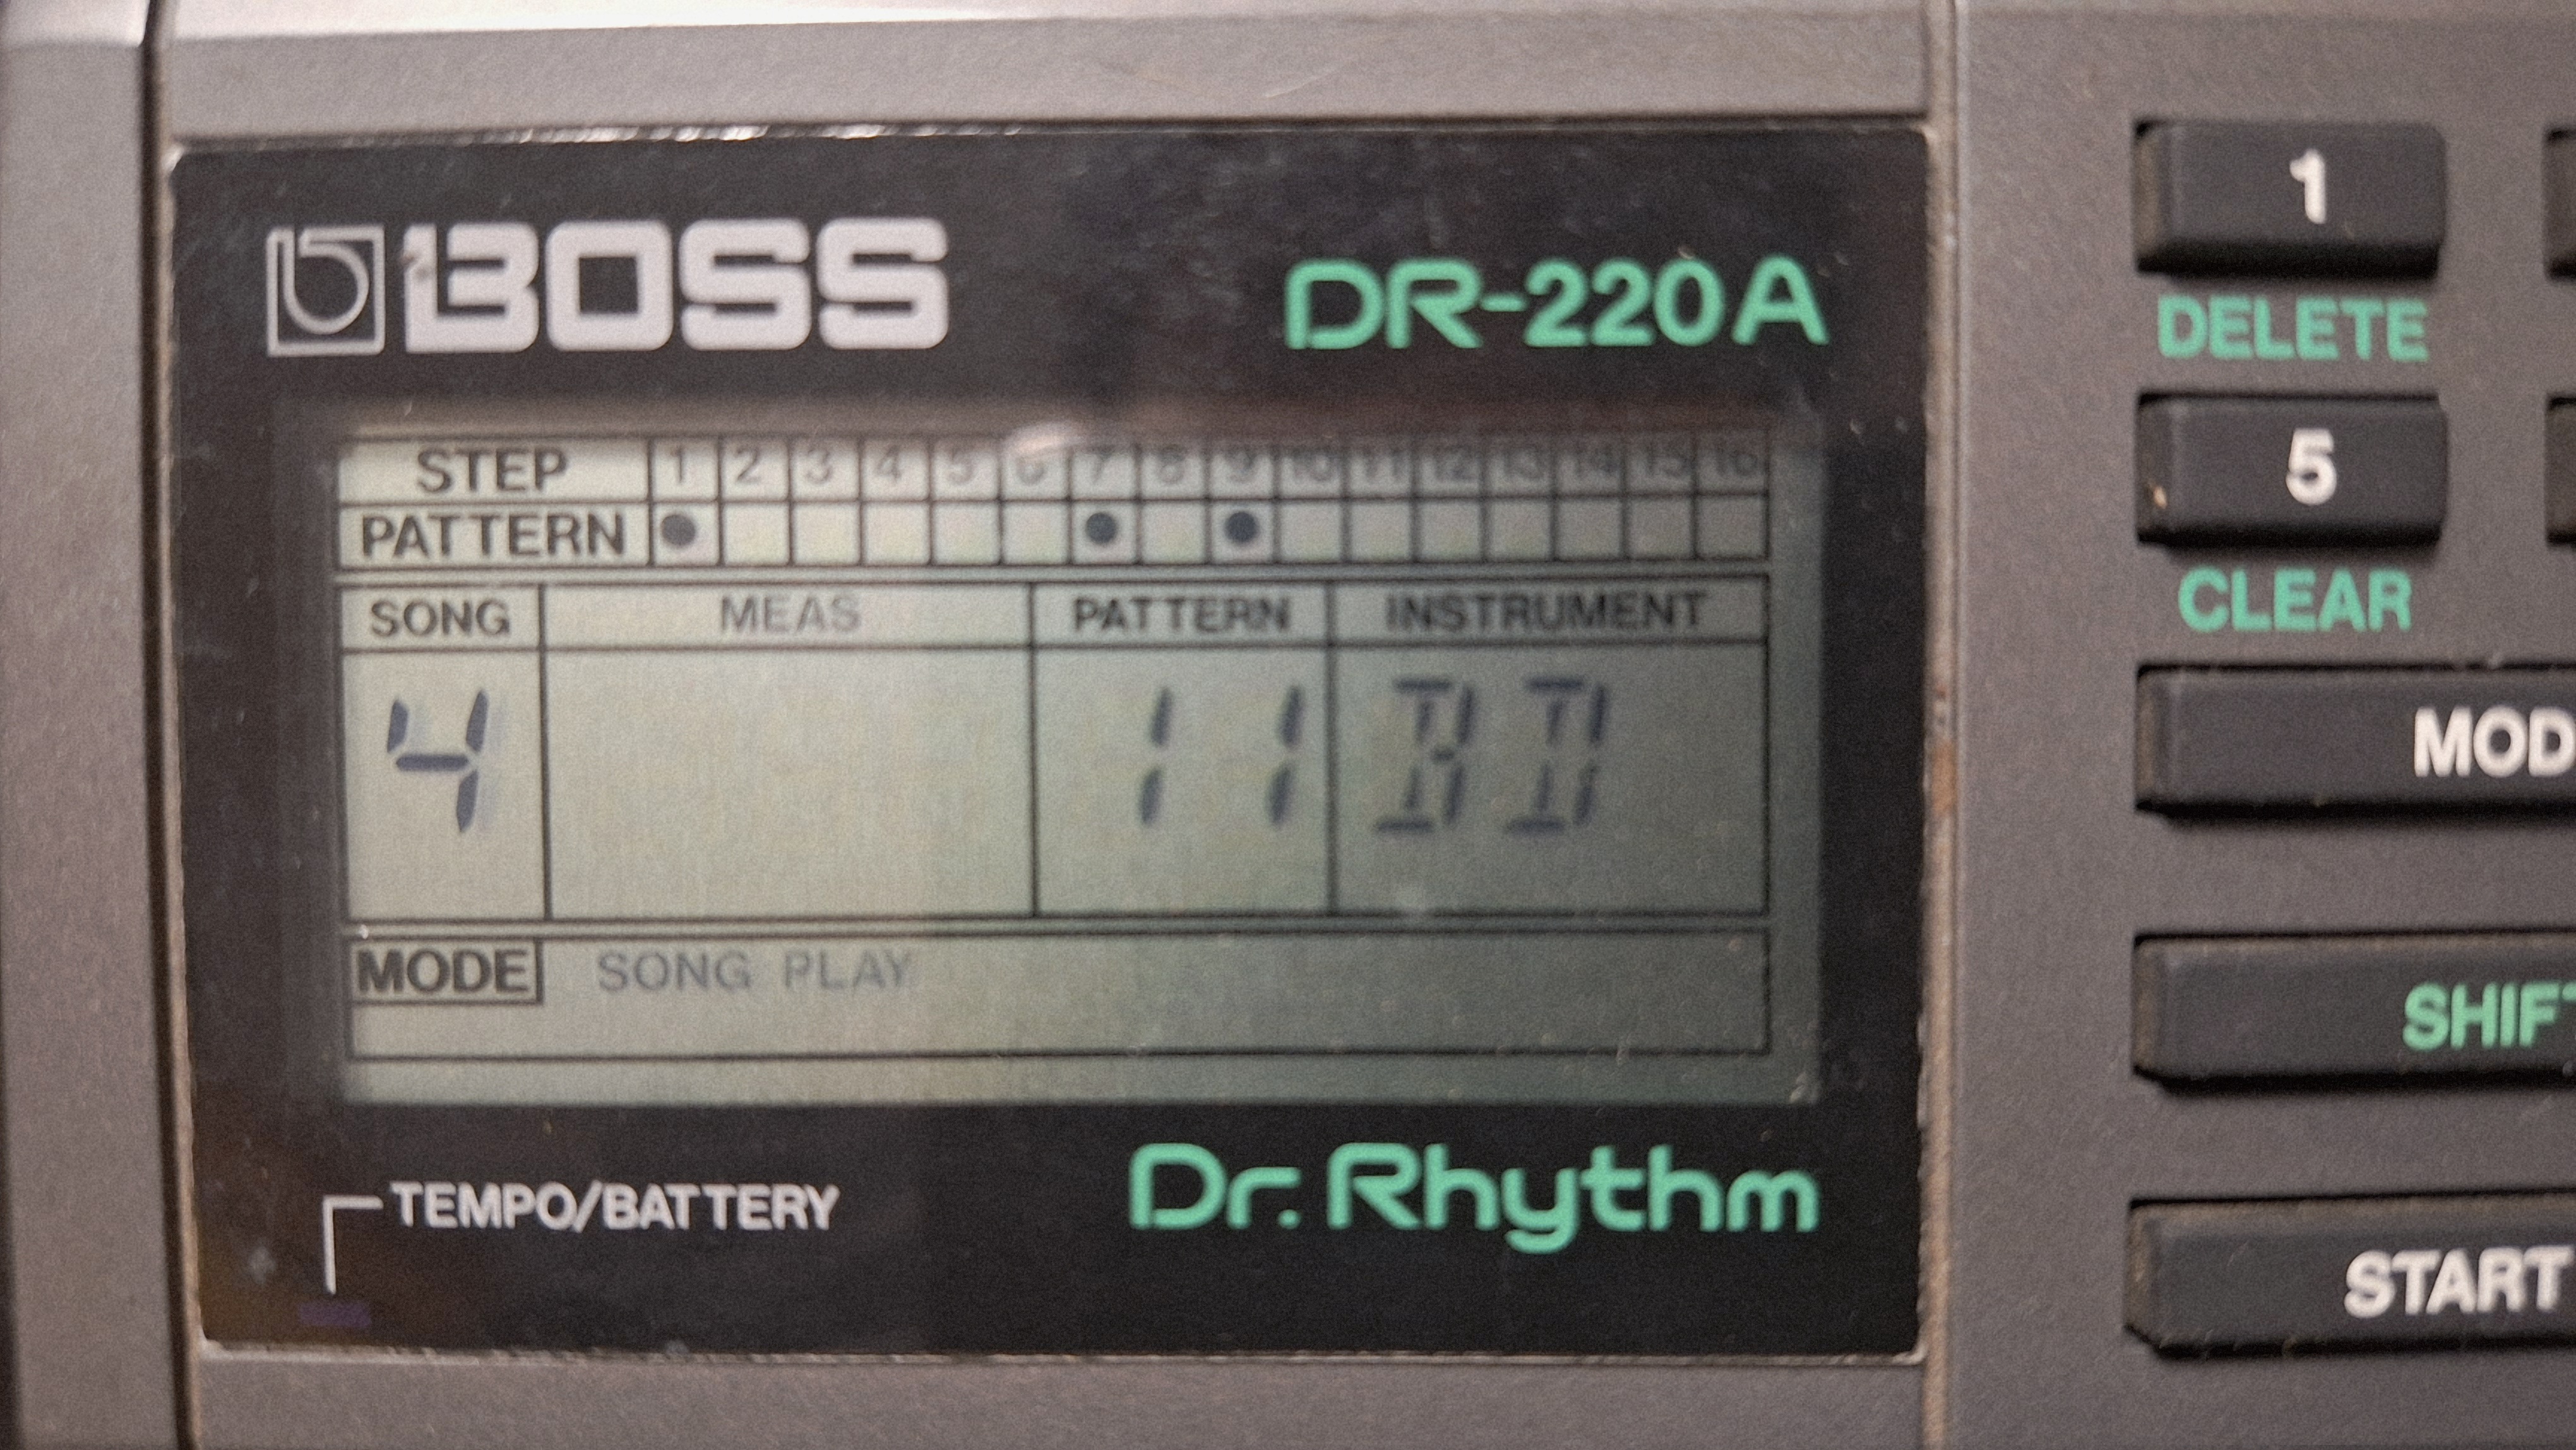 BOSS DR-220A
STEP 1 2 3 4 5 6 7 8 9 10 11 12 13 14 15 16
PATTERN
SONG MEAS PATTERN INSTRUMENT
4 11 BD
MODE SONG PLAY
TEMPO/BATTERY
Dr. Rhythm
1
DELETE
5
CLEAR
MOD
SHIF
START